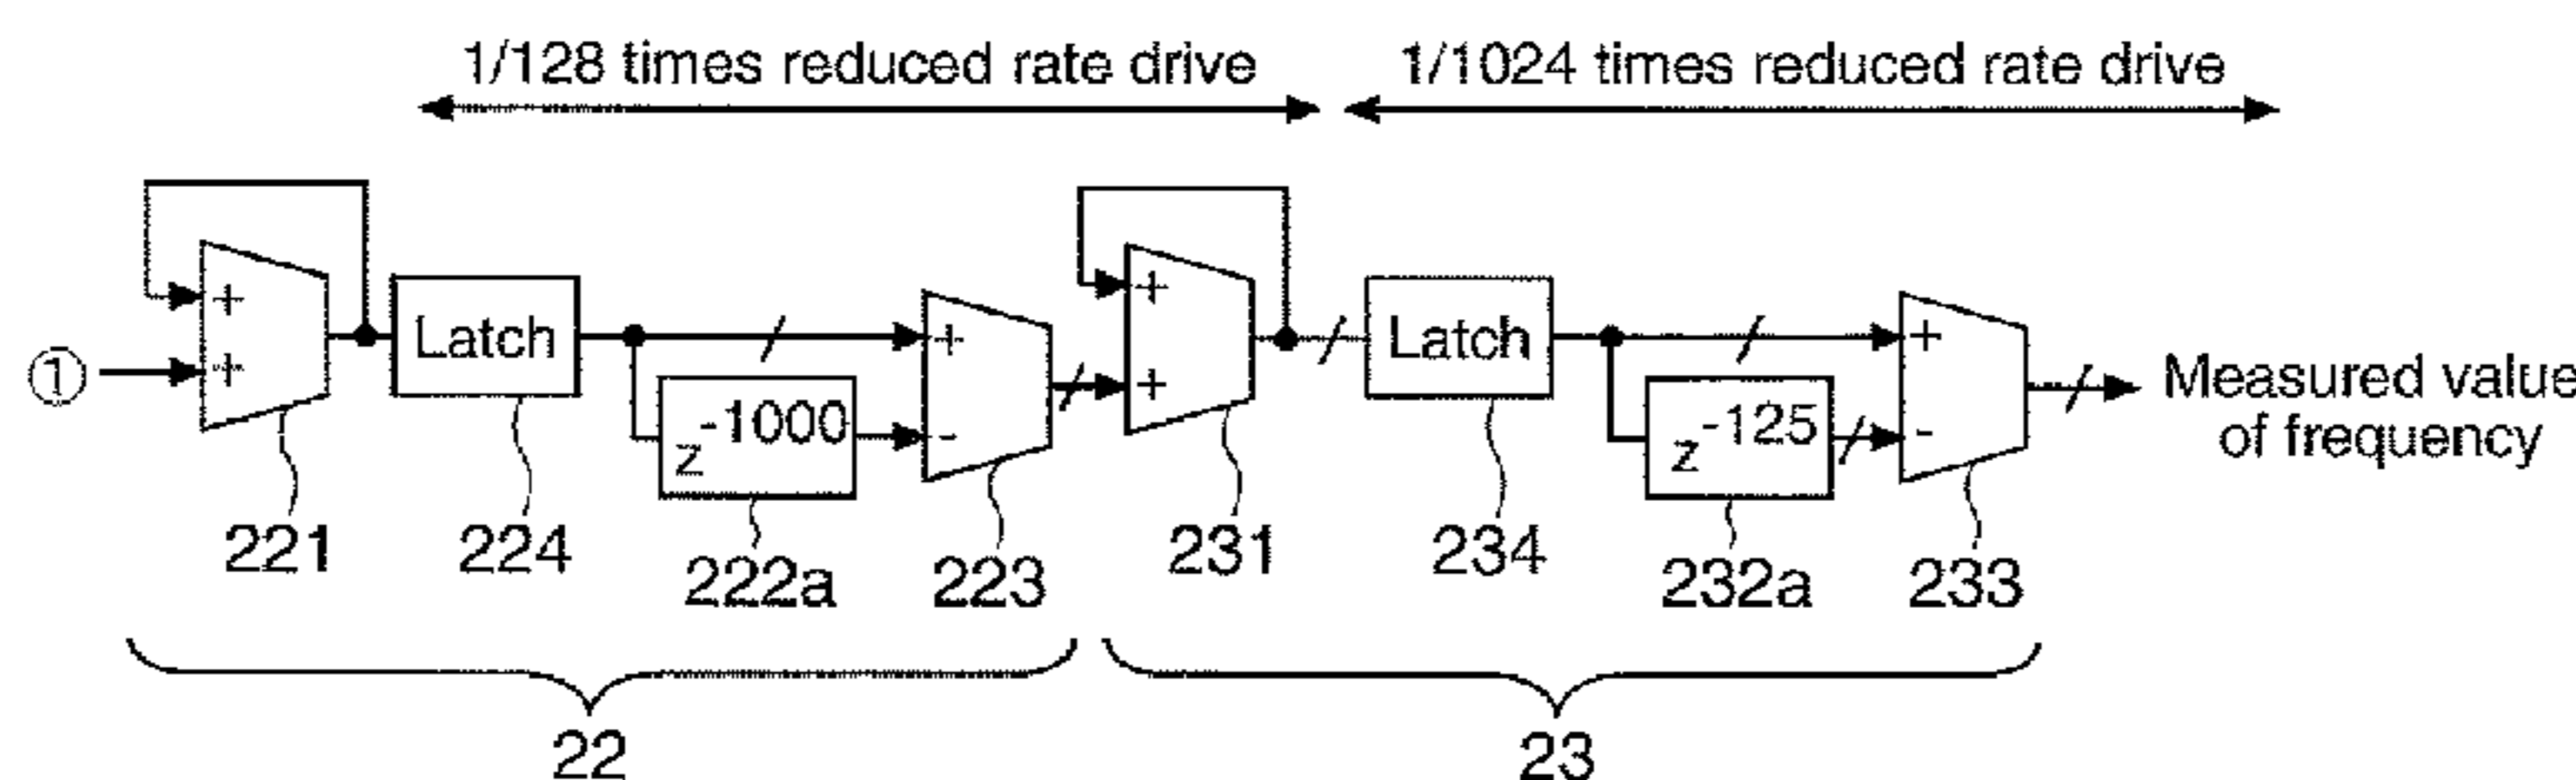 1/128 times reduced rate drive
1/1024 times reduced rate drive
①
+
+
Latch
z-1000
+
-
+
+
Latch
z-125
+
-
Measured value
of frequency
221
224
222a
223
231
234
232a
233
22
23